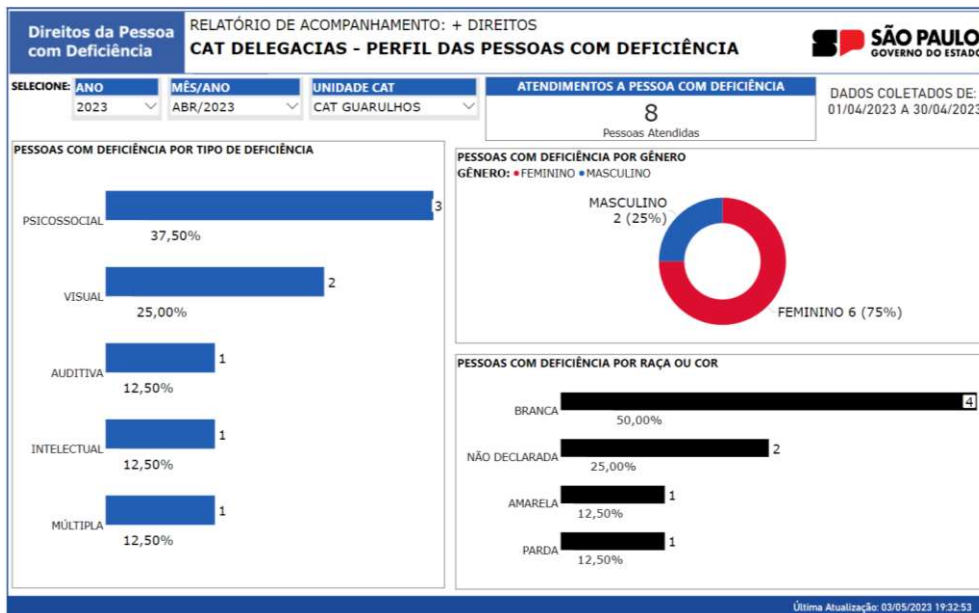 Direitos da Pessoa
com Deficiência
RELATÓRIO DE ACOMPANHAMENTO: + DIREITOS
CAT DELEGACIAS - PERFIL DAS PESSOAS COM DEFICIÊNCIA
SÃO PAULO
GOVERNO DO ESTADO
SELECIONE:
ANO
2023
MÊS/ANO
ABR/2023
UNIDADE CAT
CAT GUARULHOS
ATENDIMENTOS A PESSOA COM DEFICIÊNCIA
8
Pessoas Atendidas
DADOS COLETADOS DE:
01/04/2023 A 30/04/2023
PESSOAS COM DEFICIÊNCIA POR TIPO DE DEFICIÊNCIA
PSICOSSOCIAL
3
37,50%
VISUAL
2
25,00%
AUDITIVA
1
12,50%
INTELECTUAL
1
12,50%
MÚLTIPLA
1
12,50%
PESSOAS COM DEFICIÊNCIA POR GÊNERO
GÊNERO: FEMININO MASCULINO
MASCULINO
2 (25%)
FEMININO 6 (75%)
PESSOAS COM DEFICIÊNCIA POR RAÇA OU COR
BRANCA
4
50,00%
NÃO DECLARADA
2
25,00%
AMARELA
1
12,50%
PARDA
1
12,50%
Última Atualização: 03/05/2023 19:32:53